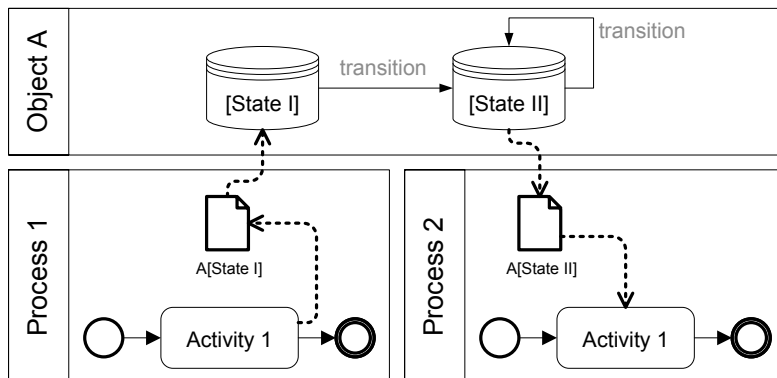 Object A
[State I]
transition
[State II]
transition
Process 1
A[State I]
Activity 1
Process 2
A[State II]
Activity 1